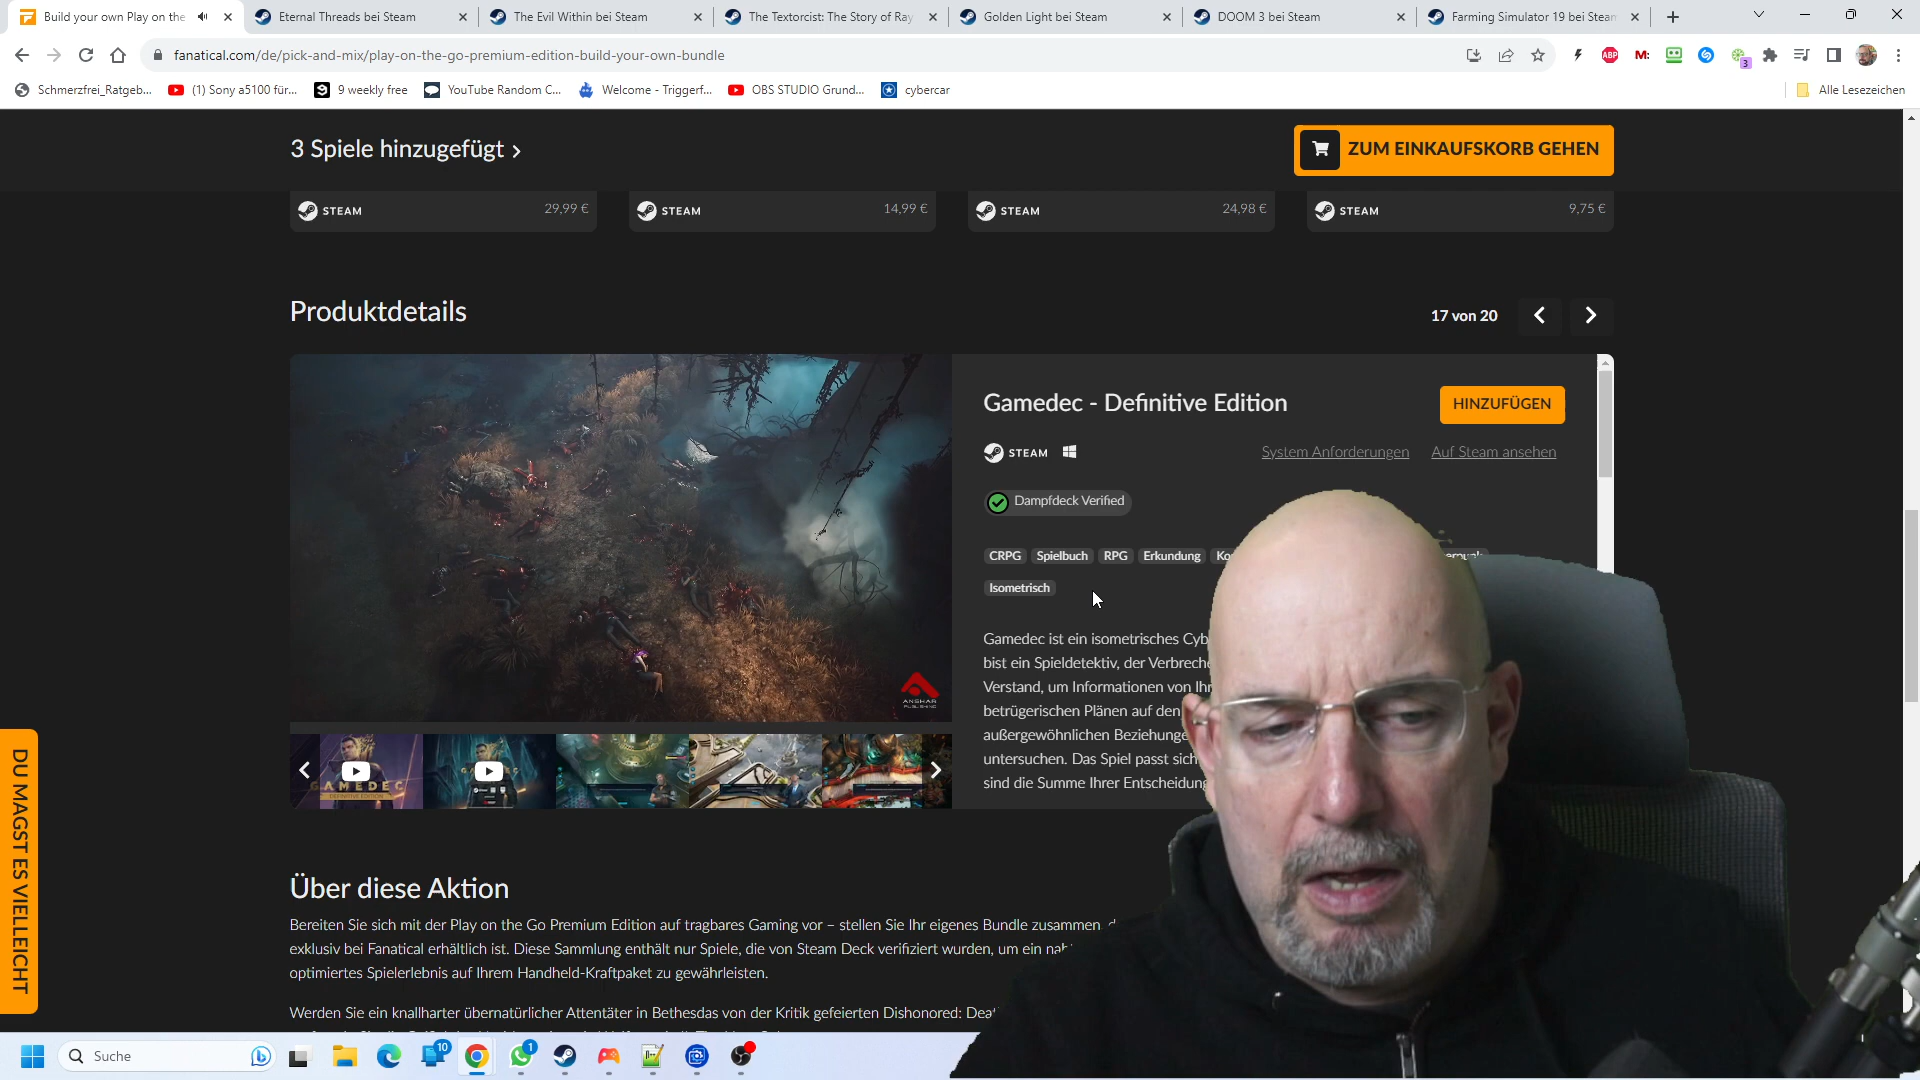 Build your own Play on the
Eternal Threads bei Steam
The Evil Within bei Steam
The Textorcist: The Story of Ray
Golden Light bei Steam
DOOM 3 bei Steam
Farming Simulator 19 bei Steam
fanatical.com/de/pick-and-mix/play-on-the-go-premium-edition-build-your-own-bundle
ABP
M:
3
Schmerzfrei_Ratgeb...
(1) Sony a5100 für...
9 weekly free
YouTube Random C...
Welcome - Triggerf...
OBS STUDIO Grund...
cybercar
Alle Lesezeichen
3 Spiele hinzugefügt
ZUM EINKAUFSKORB GEHEN
STEAM 29,99 €
STEAM 14,99 €
STEAM 24,98 €
STEAM 9,75 €
Produktdetails
17 von 20
Gamedec - Definitive Edition
HINZUFÜGEN
STEAM
System Anforderungen
Auf Steam ansehen
Dampfdeck Verified
CRPG Spielbuch RPG Erkundung
Isometrisch
Gamedec ist ein isometrisches Cyb
bist ein Spieldetektiv, der Verbreche
Verstand, um Informationen von Ihr
betrügerischen Plänen auf den
außergewöhnlichen Beziehunge
untersuchen. Das Spiel passt sich
sind die Summe Ihrer Entscheidung
ANSHAR
PUBLISHING
GAMEDEC
DU MAGST ES VIELLEICHT
Über diese Aktion
Bereiten Sie sich mit der Play on the Go Premium Edition auf tragbares Gaming vor – stellen Sie Ihr eigenes Bundle zusammen, d
exklusiv bei Fanatical erhältlich ist. Diese Sammlung enthält nur Spiele, die von Steam Deck verifiziert wurden, um ein nah
optimiertes Spielerlebnis auf Ihrem Handheld-Kraftpaket zu gewährleisten.
Werden Sie ein knallharter übernatürlicher Attentäter in Bethesdas von der Kritik gefeierten Dishonored: Deat
Suche
10
1